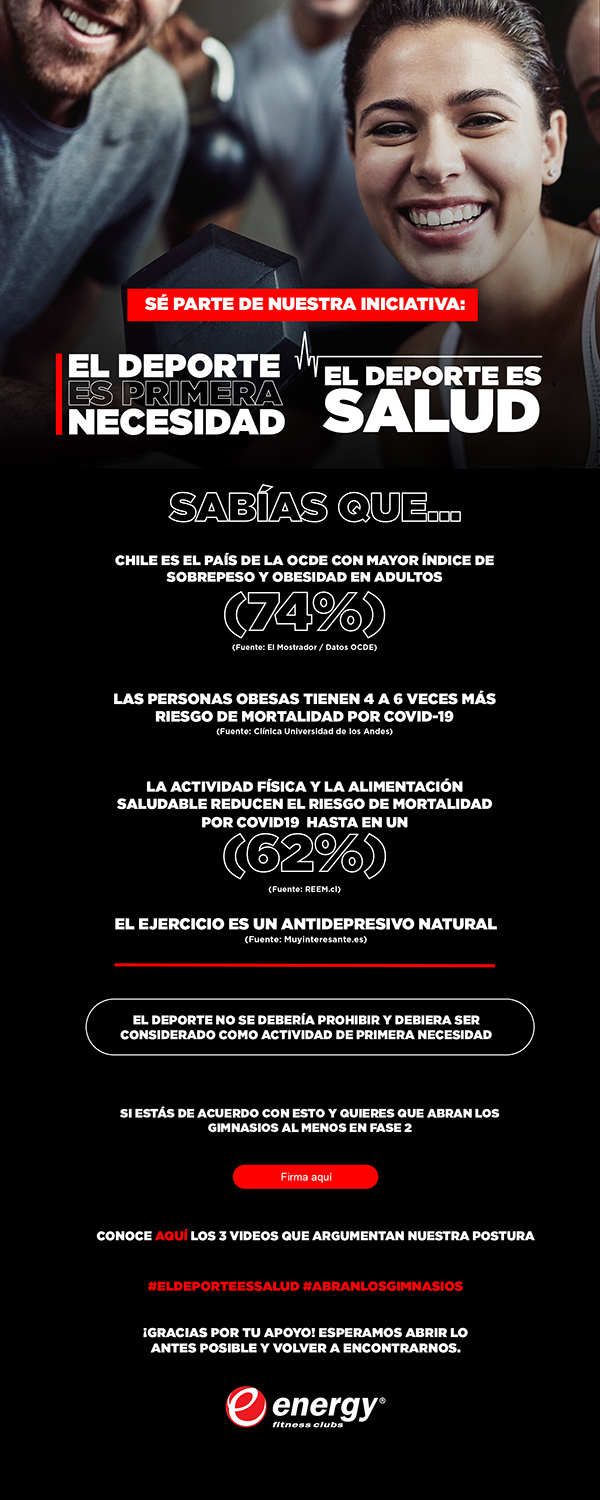 SÉ PARTE DE NUESTRA INICIATIVA:
EL DEPORTE
ES PRIMERA
NECESIDAD
EL DEPORTE ES
SALUD
SABÍAS QUE...
CHILE ES EL PAÍS DE LA OCDE CON MAYOR ÍNDICE DE
SOBREPESO Y OBESIDAD EN ADULTOS
(74%)
(Fuente: El Mostrador / Datos OCDE)
LAS PERSONAS OBESAS TIENEN 4 A 6 VECES MÁS
RIESGO DE MORTALIDAD POR COVID-19
(Fuente: Clínica Universidad de los Andes)
LA ACTIVIDAD FÍSICA Y LA ALIMENTACIÓN
SALUDABLE REDUCEN EL RIESGO DE MORTALIDAD
POR COVID19 HASTA EN UN
(62%)
(Fuente: REEM.cl)
EL EJERCICIO ES UN ANTIDEPRESIVO NATURAL
(Fuente: Muyinteresante.es)
EL DEPORTE NO SE DEBERÍA PROHIBIR Y DEBIERA SER
CONSIDERADO COMO ACTIVIDAD DE PRIMERA NECESIDAD
SI ESTÁS DE ACUERDO CON ESTO Y QUIERES QUE ABRAN LOS
GIMNASIOS AL MENOS EN FASE 2
Firma aquí
CONOCE AQUÍ LOS 3 VIDEOS QUE ARGUMENTAN NUESTRA POSTURA
#ELDEPORTEESSALUD #ABRANLOSGIMNASIOS
¡GRACIAS POR TU APOYO! ESPERAMOS ABRIR LO
ANTES POSIBLE Y VOLVER A ENCONTRARNOS.
energy®
fitness clubs